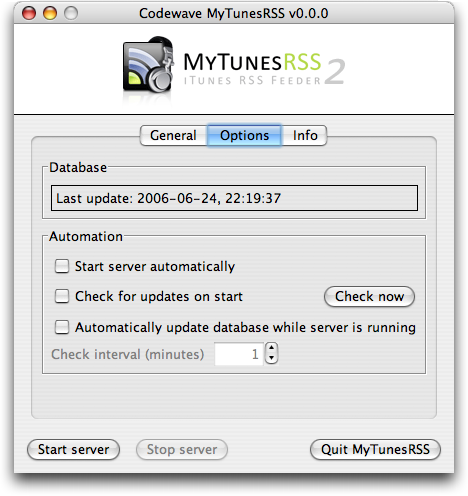 Codewave MyTunesRSS v0.0.0
MYTUNESRSS
ITUNES RSS FEEDER 2
General Options Info
Database
Last update: 2006-06-24, 22:19:37
Automation
Start server automatically
Check for updates on start Check now
Automatically update database while server is running
Check interval (minutes) 1
Start server Stop server Quit MyTunesRSS